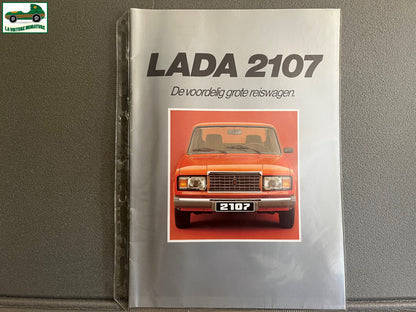 LA VOITURE MINIATURE
LADA 2107
De voordelig grote reiswagen.
2107